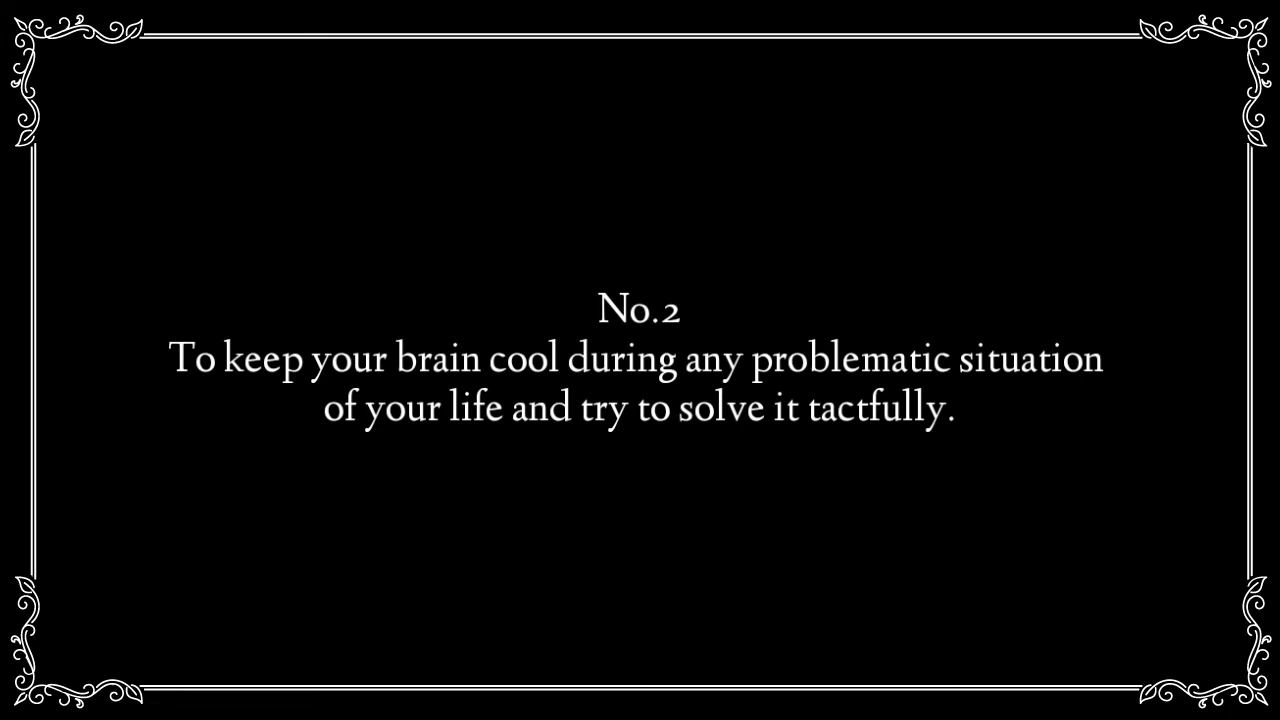 No.2
To keep your brain cool during any problematic situation
of your life and try to solve it tactfully.